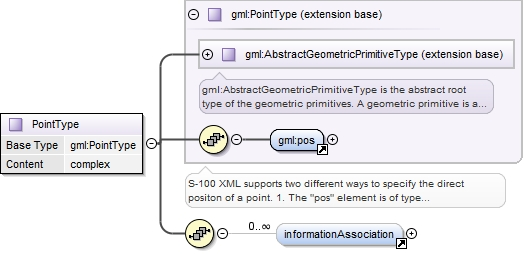 gml:PointType (extension base)
gml:AbstractGeometricPrimitiveType (extension base)
gml:AbstractGeometricPrimitiveType is the abstract root
type of the geometric primitives. A geometric primitive is a...
PointType
Base Type gml:PointType
Content complex
gml:pos
S-100 XML supports two different ways to specify the direct
positon of a point. 1. The "pos" element is of type...
0..∞
informationAssociation